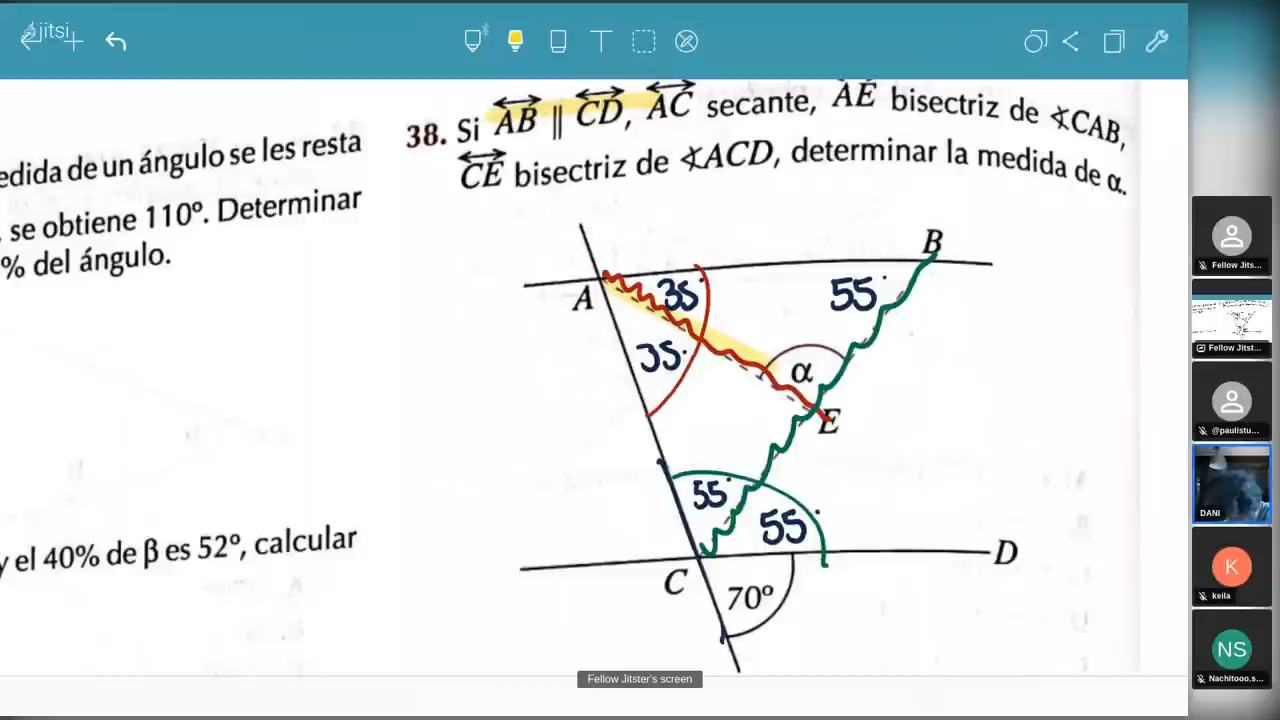 jitsi
T
edida de un ángulo se les resta
se obtiene 110º. Determinar
% del ángulo.
y el 40% de β es 52º, calcular
38. Si AB ∥ CD, AC secante, AE bisectriz de ∢CAB,
CE bisectriz de ∢ACD, determinar la medida de α.
B
A
35°
55°
35°
α
E
55°
55°
D
C
70º
Fellow Jitster's screen
Fellow Jits...
Fellow Jitst...
@paulistu...
DANI
K
keila
NS
Nachitooo.s...